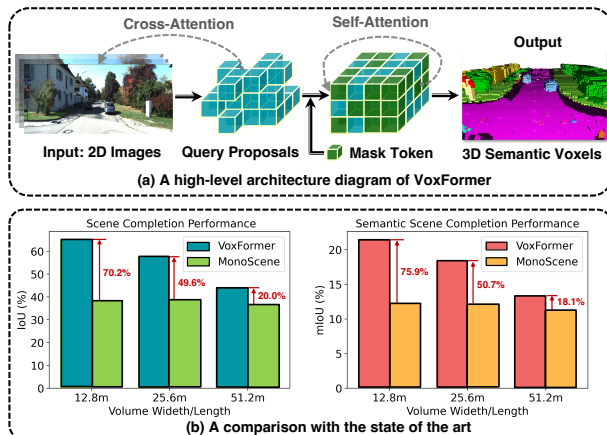 Cross-Attention
Self-Attention
Output
Input: 2D Images
Query Proposals
Mask Token
3D Semantic Voxels
(a) A high-level architecture diagram of VoxFormer
Scene Completion Performance
IoU (%)
60
50
40
30
20
10
0
VoxFormer
MonoScene
70.2%
49.6%
20.0%
12.8m
25.6m
51.2m
Volume Wideth/Length
Semantic Scene Completion Performance
mIoU (%)
20
15
10
5
0
VoxFormer
MonoScene
75.9%
50.7%
18.1%
12.8m
25.6m
51.2m
Volume Wideth/Length
(b) A comparison with the state of the art